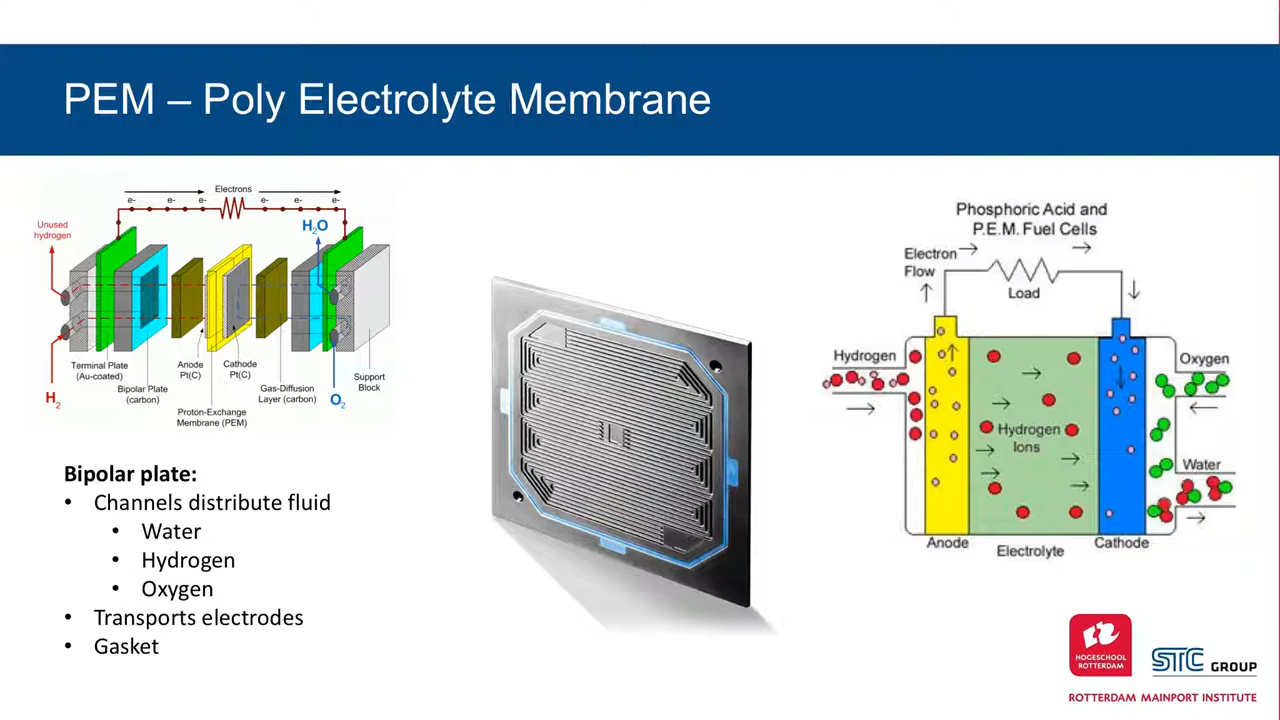 PEM – Poly Electrolyte Membrane
Electrons
e- e- e- e- e- e-
Unused
hydrogen
H2O
Terminal Plate
(Au-coated)
Bipolar Plate
(carbon)
Anode
Pt(C)
Cathode
Pt(C)
Gas-Diffusion
Layer (carbon)
Support
Block
H2
O2
Proton-Exchange
Membrane (PEM)
Bipolar plate:
• Channels distribute fluid
• Water
• Hydrogen
• Oxygen
• Transports electrodes
• Gasket
Phosphoric Acid and
P.E.M. Fuel Cells
Electron
Flow
Load
Hydrogen
Oxygen
Hydrogen
Ions
Water
Anode
Electrolyte
Cathode
HOGESCHOOL
ROTTERDAM
STC GROUP
ROTTERDAM MAINPORT INSTITUTE